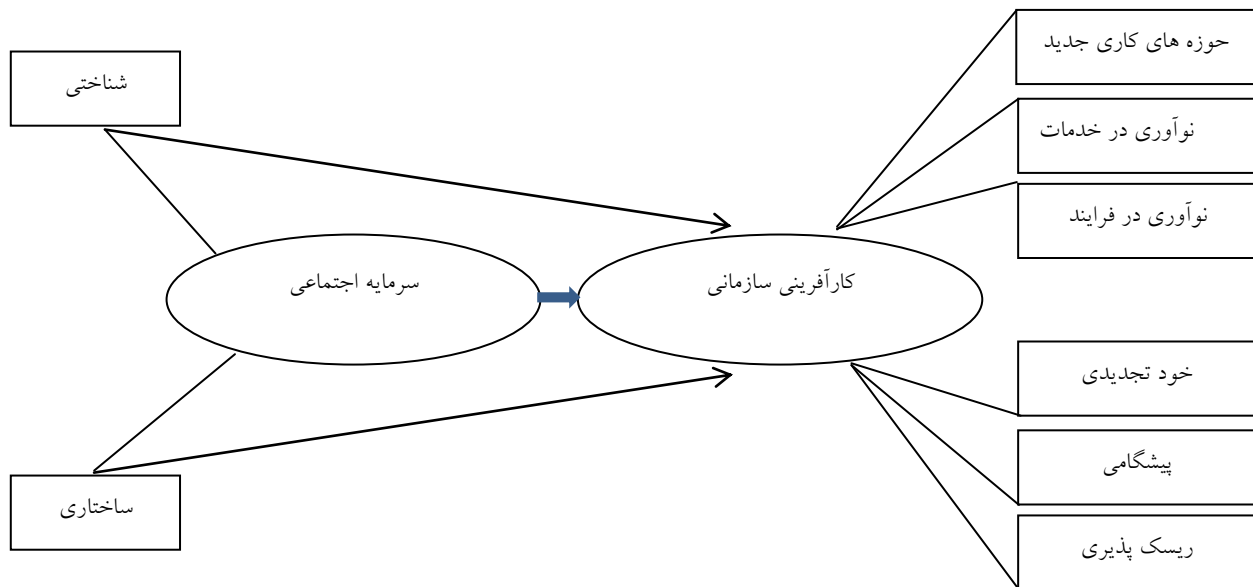 حوزه های کاری جدید
شناختی
نوآوری در خدمات
نوآوری در فرایند
کارآفرینی سازمانی
سرمایه اجتماعی
خود تجدیدی
پیشگامی
ساختاری
ریسک پذیری